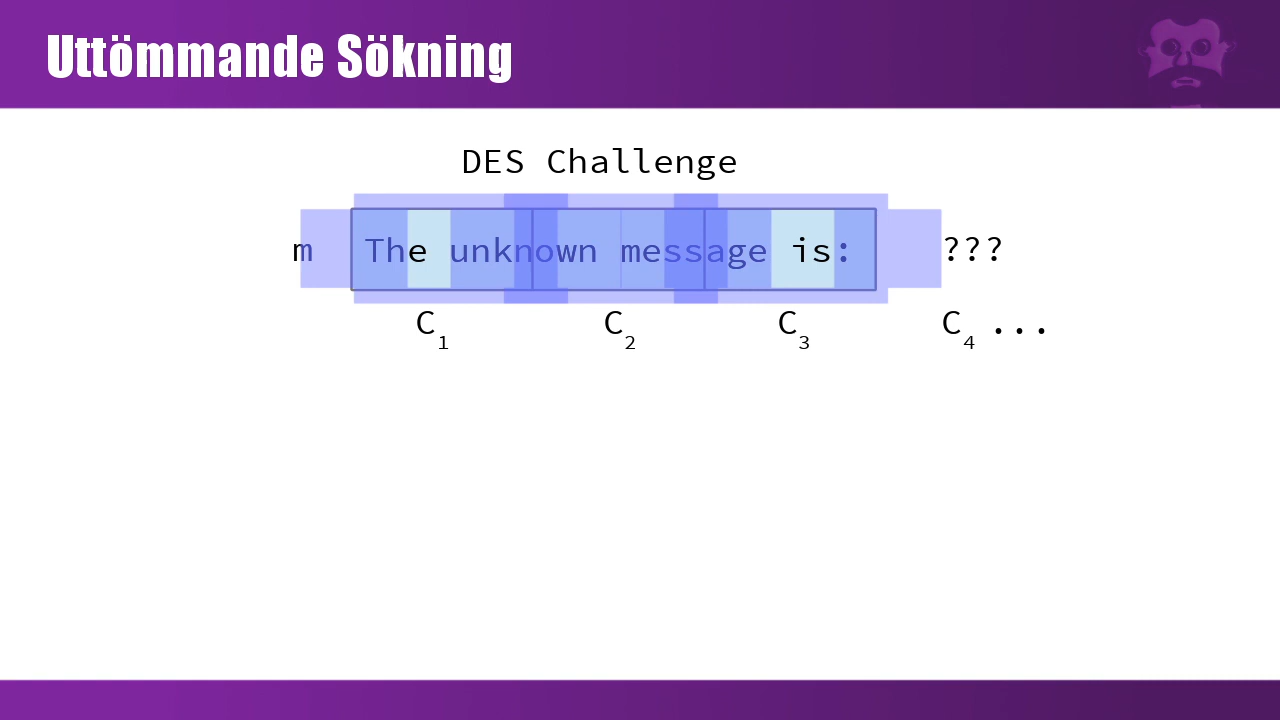 Uttömmande Sökning
DES Challenge
m The unknown message is: ???
C1 C2 C3 C4 ...